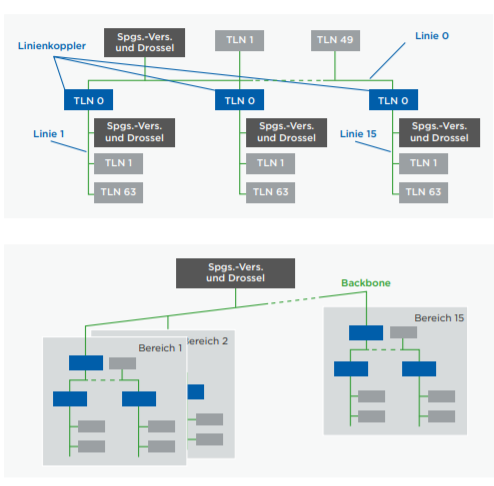 Spgs.-Vers.
und Drossel
TLN 1
TLN 49
Linie 0
Linienkoppler
TLN 0
TLN 0
TLN 0
Linie 1
Spgs.-Vers.
und Drossel
Spgs.-Vers.
und Drossel
Linie 15
Spgs.-Vers.
und Drossel
TLN 1
TLN 1
TLN 1
TLN 63
TLN 63
TLN 63
Spgs.-Vers.
und Drossel
Backbone
Bereich 15
Bereich 1
ereich 2